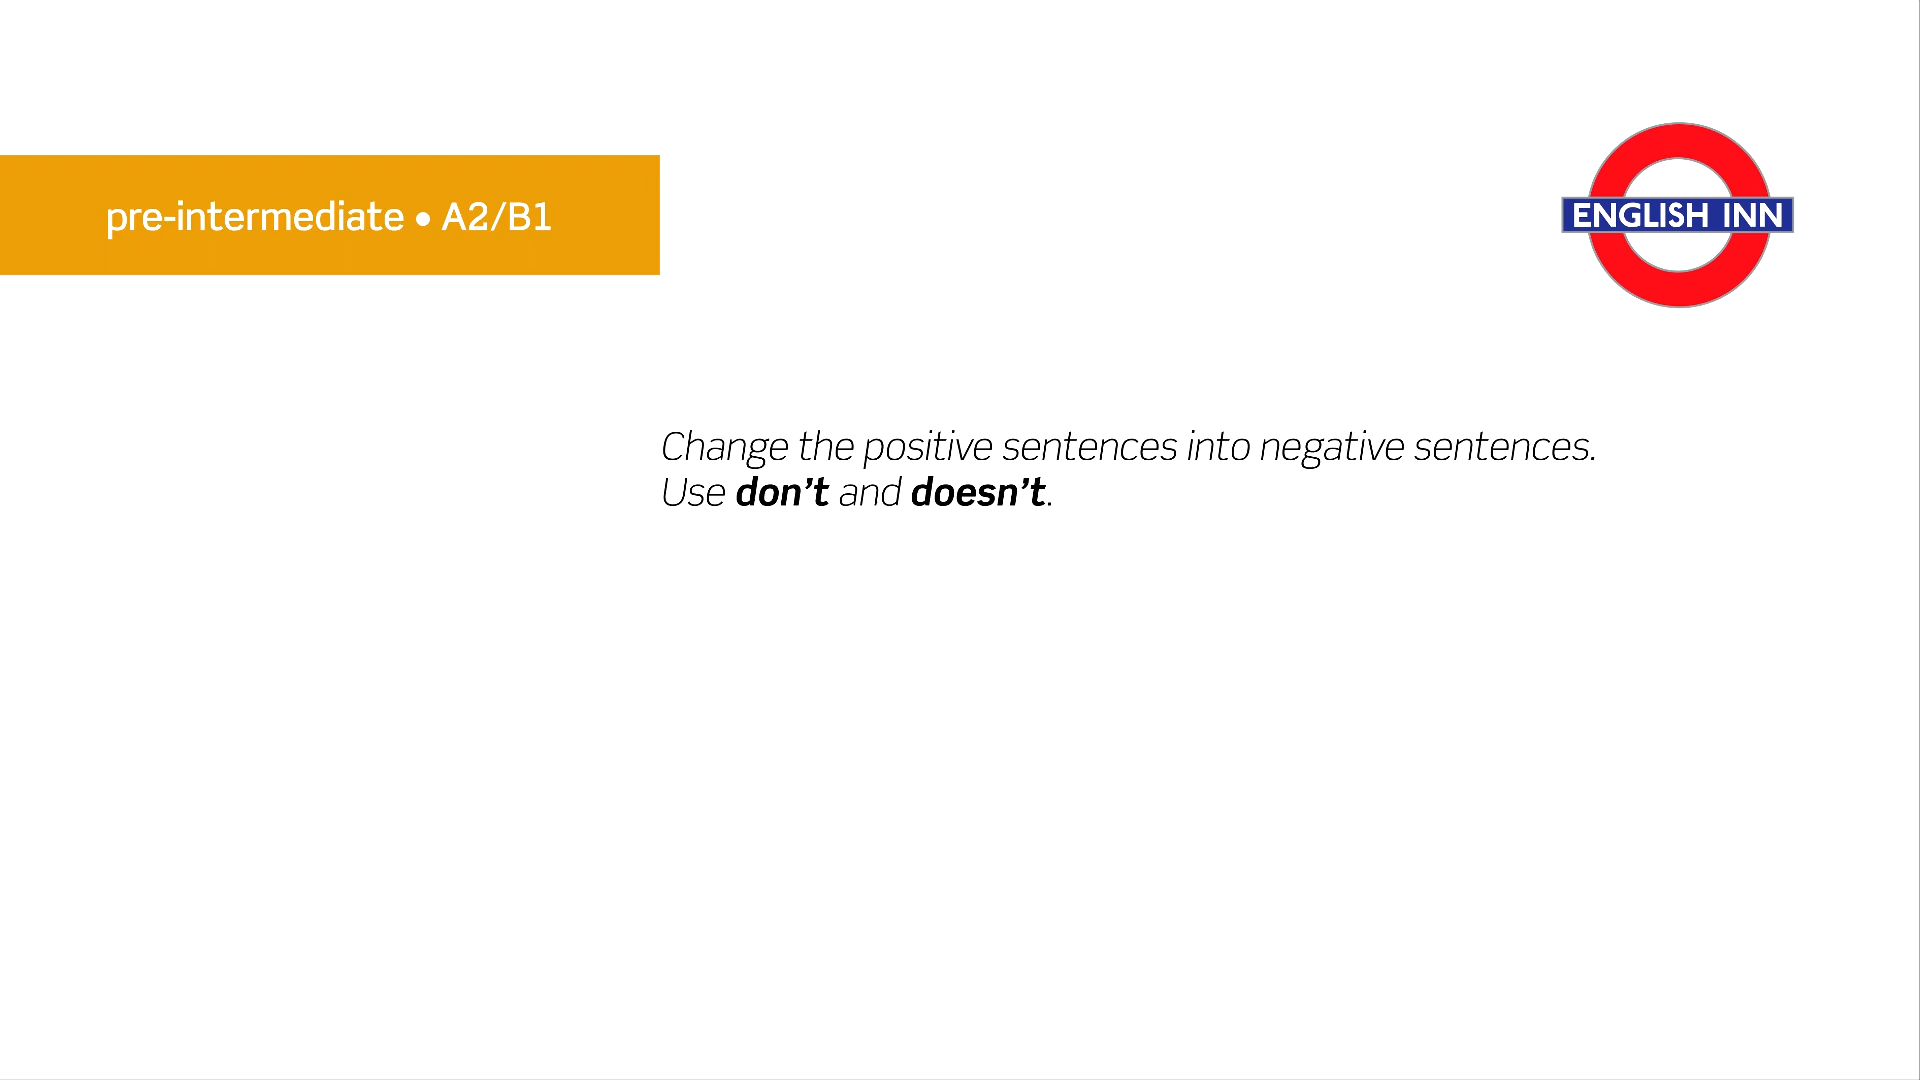 pre-intermediate • A2/B1
ENGLISH INN
Change the positive sentences into negative sentences.
Use don’t and doesn’t.